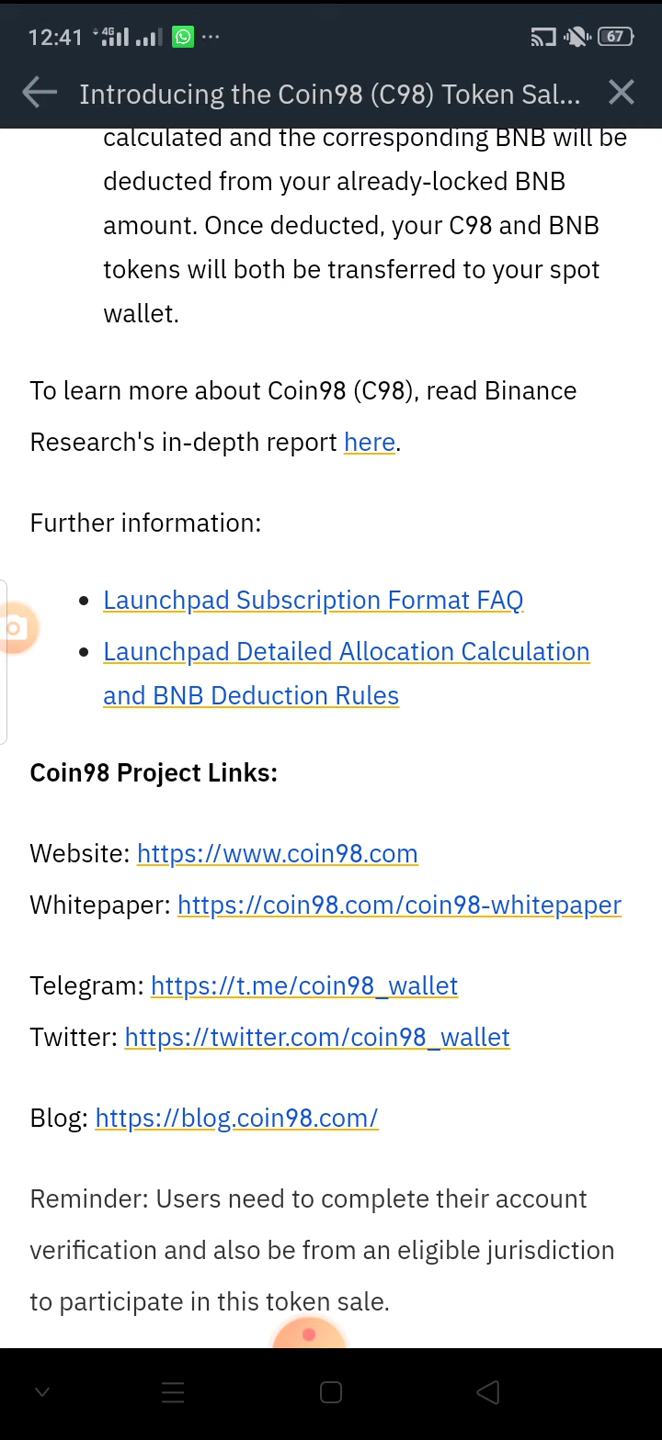 12:41 4G ... 67
Introducing the Coin98 (C98) Token Sal...
calculated and the corresponding BNB will be
deducted from your already-locked BNB
amount. Once deducted, your C98 and BNB
tokens will both be transferred to your spot
wallet.
To learn more about Coin98 (C98), read Binance
Research's in-depth report here.
Further information:
• Launchpad Subscription Format FAQ
• Launchpad Detailed Allocation Calculation
and BNB Deduction Rules
Coin98 Project Links:
Website: https://www.coin98.com
Whitepaper: https://coin98.com/coin98-whitepaper
Telegram: https://t.me/coin98_wallet
Twitter: https://twitter.com/coin98_wallet
Blog: https://blog.coin98.com/
Reminder: Users need to complete their account
verification and also be from an eligible jurisdiction
to participate in this token sale.